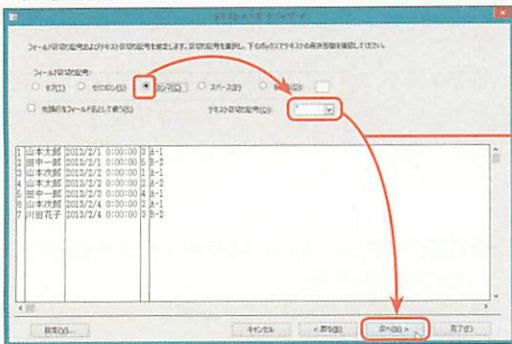 テキスト インポート ウィザード
フィールド区切り記号およびテキスト区切り記号を指定します。区切り記号を選択し、下のボックスでテキストの表示形態を確認してください。
フィールド区切り記号:
タブ(T) セミコロン(S) カンマ(C) スペース(P)
先頭行をフィールド名として使う(R) テキスト区切り記号(Q): "
1 山本太郎 2013/2/1 0:00:00 3 A-1
2 田中一郎 2013/2/1 0:00:00 5 B-2
3 山本次郎 2013/2/2 0:00:00 1 A-1
4 山本太郎 2013/2/2 0:00:00 2 A-1
5 田中一郎 2013/2/3 0:00:00 4 A-1
6 山本次郎 2013/2/4 0:00:00 2 A-1
7 川田花子 2013/2/4 0:00:00 3 B-2
設定(V)... キャンセル < 戻る(B) 次へ(N) > 完了(F)